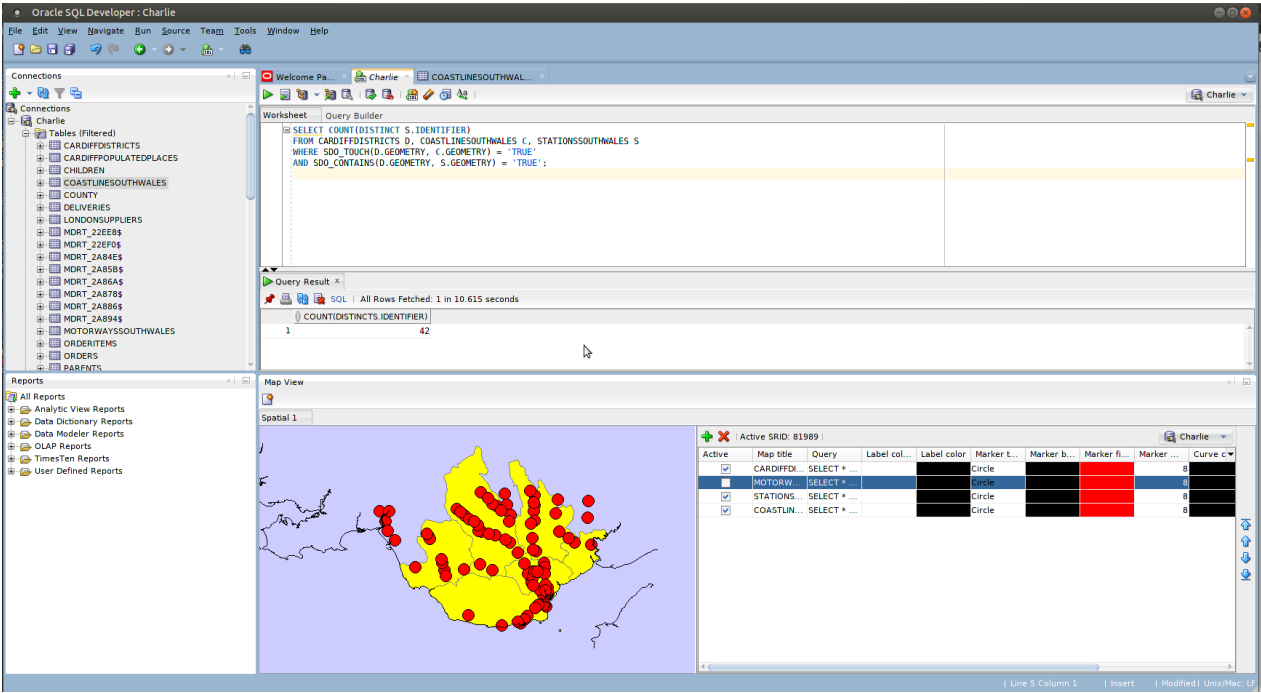 Oracle SQL Developer : Charlie
File Edit View Navigate Run Source Team Tools Window Help
Connections
Connections
Charlie
Tables (Filtered)
CARDIFFDISTRICTS
CARDIFFPOPULATEDPLACES
CHILDREN
COASTLINESOUTHWALES
COUNTY
DELIVERIES
LONDONSUPPLIERS
MDRT_22EE8$
MDRT_22EF0$
MDRT_2A84E$
MDRT_2A85B$
MDRT_2A86A$
MDRT_2A878$
MDRT_2A886$
MDRT_2A894$
MOTORWAYSSOUTHWALES
ORDERITEMS
ORDERS
PARENTS
Welcome Pa... Charlie COASTLINESOUTHWAL...
Charlie
Worksheet Query Builder
SELECT COUNT(DISTINCT S.IDENTIFIER)
FROM CARDIFFDISTRICTS D, COASTLINESOUTHWALES C, STATIONSSOUTHWALES S
WHERE SDO_TOUCH(D.GEOMETRY, C.GEOMETRY) = 'TRUE'
AND SDO_CONTAINS(D.GEOMETRY, S.GEOMETRY) = 'TRUE';
Query Result
SQL | All Rows Fetched: 1 in 10.615 seconds
COUNT(DISTINCTS.IDENTIFIER)
1 42
Reports
All Reports
Analytic View Reports
Data Dictionary Reports
Data Modeler Reports
OLAP Reports
TimesTen Reports
User Defined Reports
Map View
Spatial 1
Active SRID: 81989
Charlie
Active Map title Query Label col... Label color Marker t... Marker b... Marker fi... Marker ... Curve c
CARDIFFDI... SELECT * ... Circle 8
MOTORW... SELECT * ... Circle 8
STATIONS... SELECT * ... Circle 8
COASTLIN... SELECT * ... Circle 8
| Line 5 Column 1 | Insert | Modified | Unix/Mac: LF